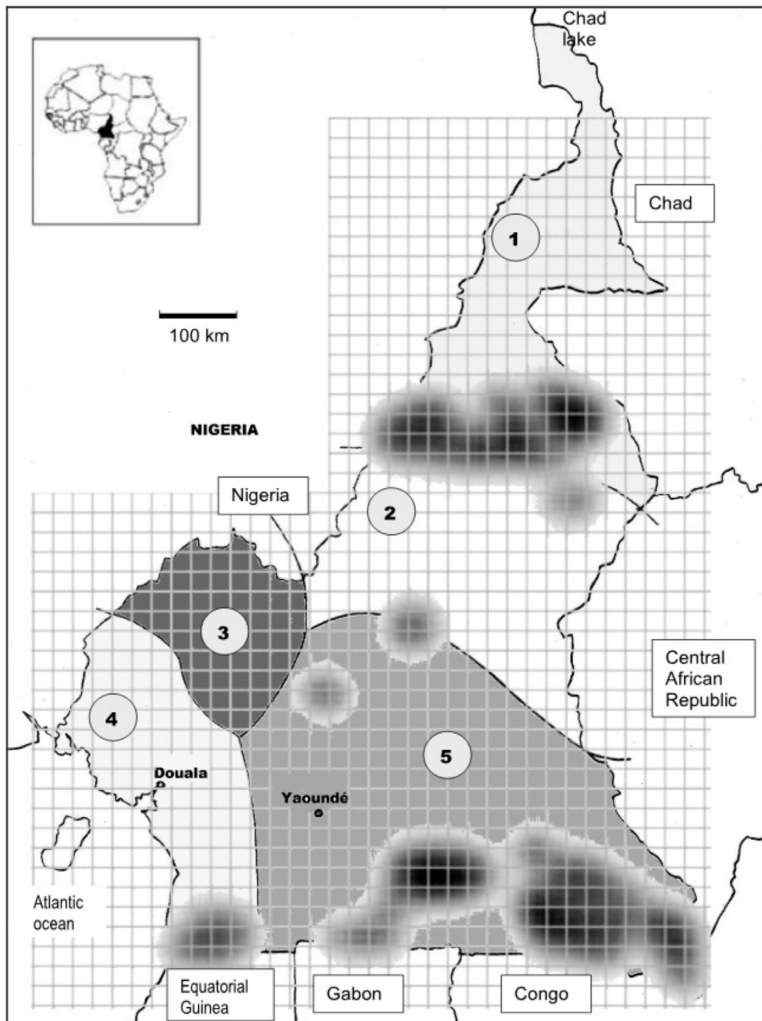 Chad
lake
Chad
1
100 km
NIGERIA
Nigeria
2
3
Central
African
Republic
4
5
Douala
Yaoundé
Atlantic
ocean
Equatorial
Guinea
Gabon
Congo